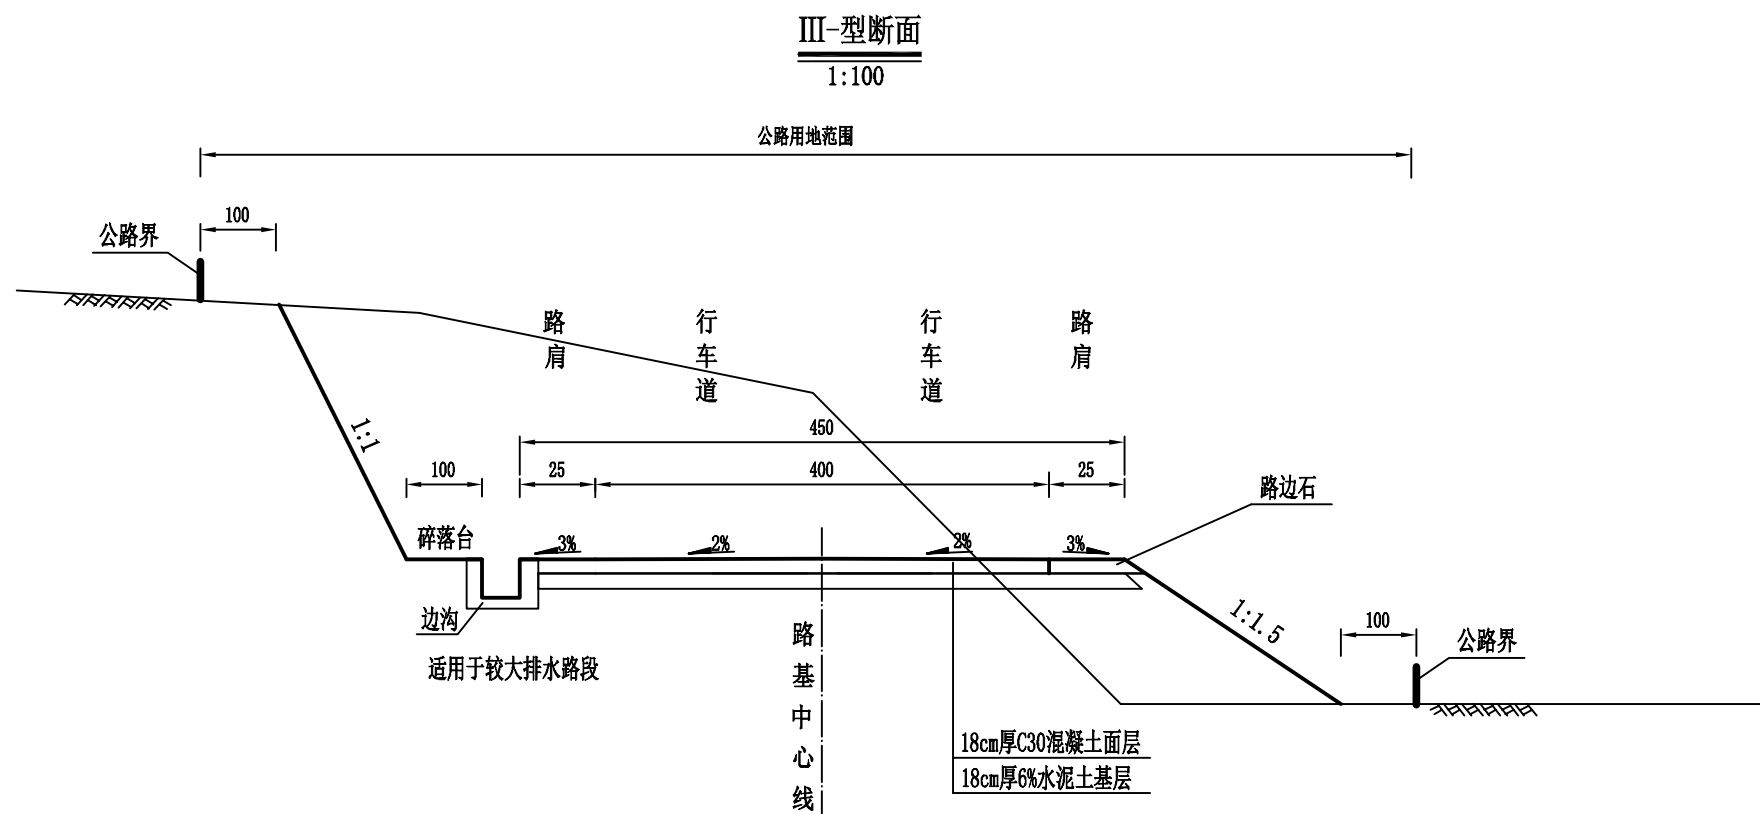 Ⅲ-型断面
1:100
公路用地范围
100
公路界
路肩
行车道
行车道
路肩
1:1
450
100
25
400
25
路边石
碎落台
3%
2%
2%
3%
边沟
适用于较大排水路段
路基中心线
1:1.5
100
公路界
18cm厚C30混凝土面层
18cm厚6%水泥土基层